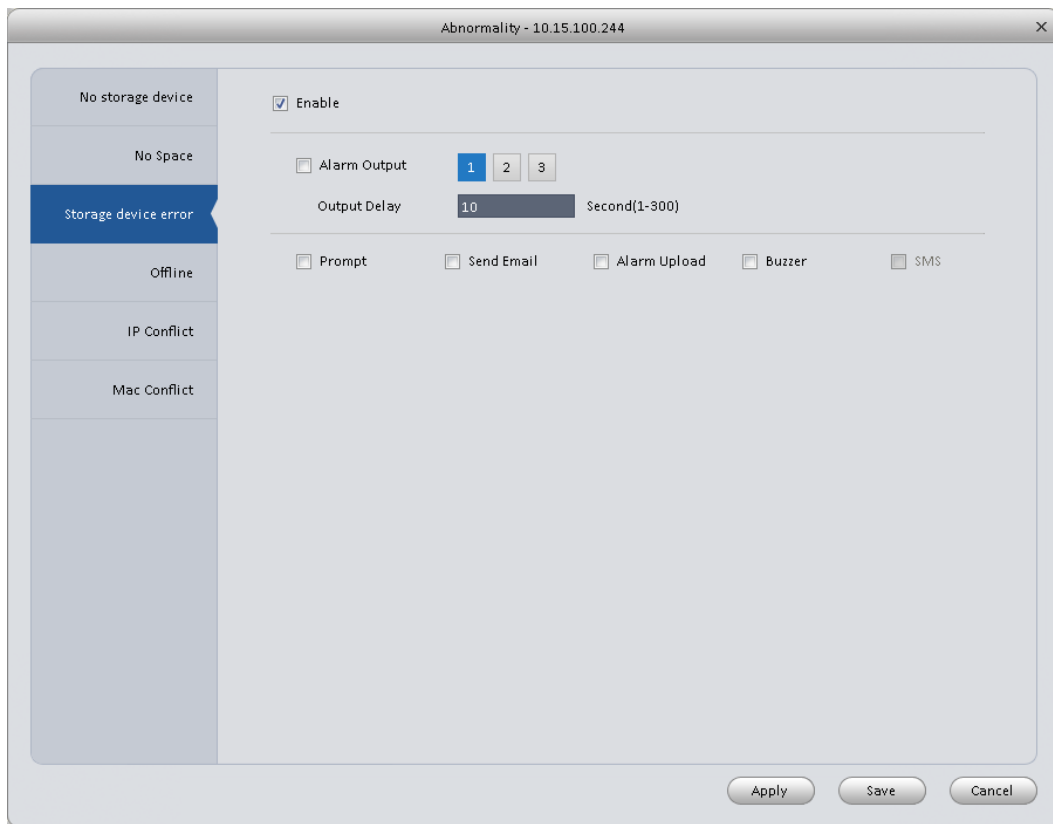 Abnormality - 10.15.100.244
No storage device
No Space
Storage device error
Offline
IP Conflict
Mac Conflict
Enable
Alarm Output 1 2 3
Output Delay 10 Second(1-300)
Prompt Send Email Alarm Upload Buzzer SMS
Apply Save Cancel